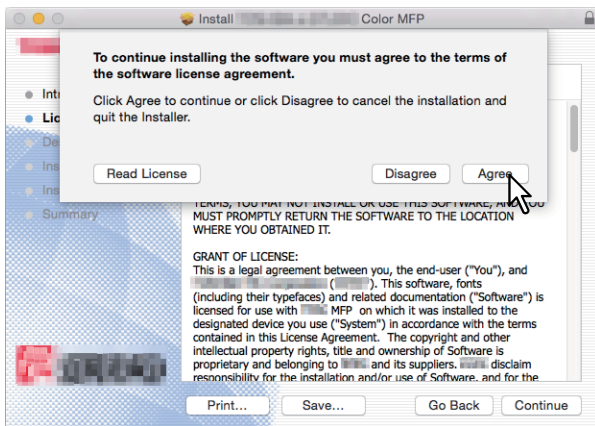 Install Color MFP
To continue installing the software you must agree to the terms of
the software license agreement.
Click Agree to continue or click Disagree to cancel the installation and
quit the Installer.
Read License
Disagree
Agree
Summary
TERMS, YOU MAY NOT INSTALL OR USE THIS SOFTWARE, AND YOU
MUST PROMPTLY RETURN THE SOFTWARE TO THE LOCATION
WHERE YOU OBTAINED IT.
GRANT OF LICENSE:
This is a legal agreement between you, the end-user ("You"), and
( ). This software, fonts
(including their typefaces) and related documentation ("Software") is
licensed for use with MFP on which it was installed to the
designated device you use ("System") in accordance with the terms
contained in this License Agreement. The copyright and other
intellectual property rights, title and ownership of Software is
proprietary and belonging to and its suppliers. disclaim
responsibility for the installation and/or use of Software, and for the
Print...
Save...
Go Back
Continue